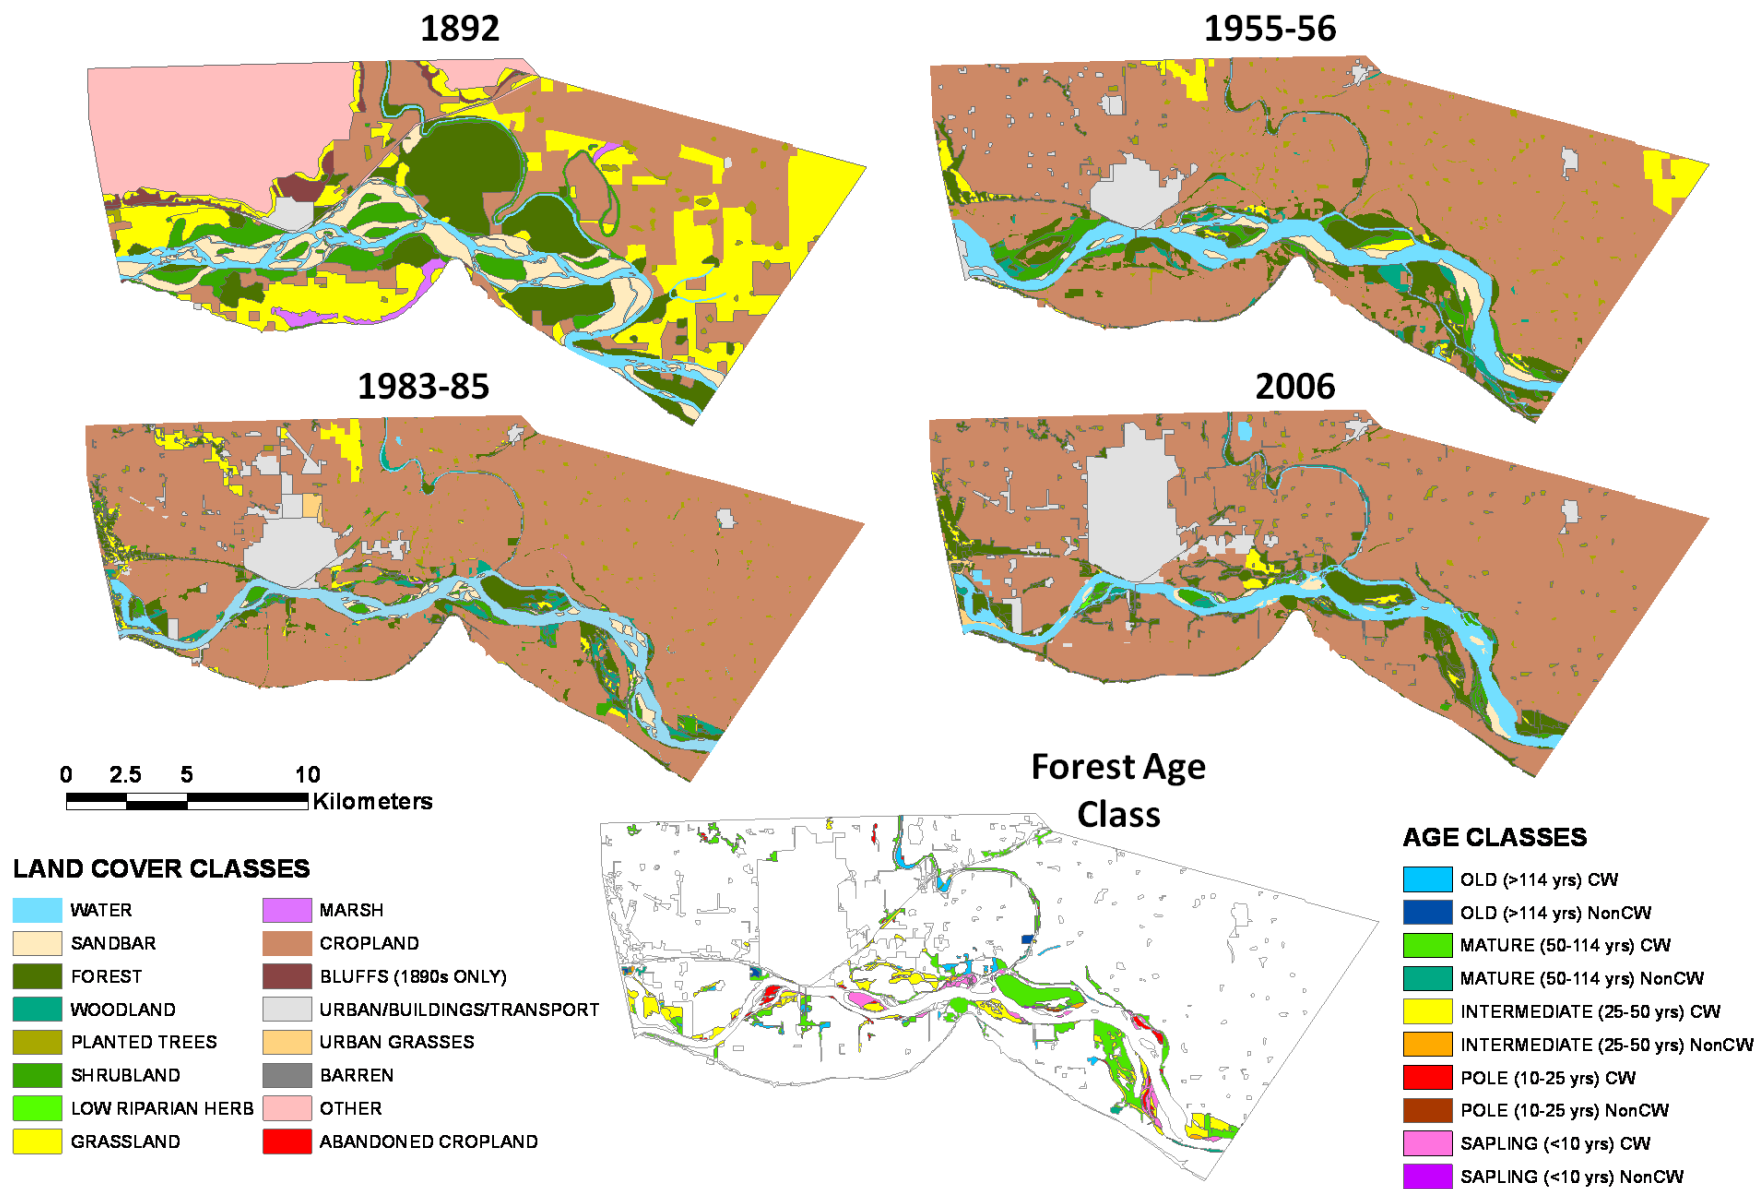 1892
1955-56
1983-85
2006
0 2.5 5 10
Kilometers
Forest Age
Class
LAND COVER CLASSES
WATER
SANDBAR
FOREST
WOODLAND
PLANTED TREES
SHRUBLAND
LOW RIPARIAN HERB
GRASSLAND
MARSH
CROPLAND
BLUFFS (1890s ONLY)
URBAN/BUILDINGS/TRANSPORT
URBAN GRASSES
BARREN
OTHER
ABANDONED CROPLAND
AGE CLASSES
OLD (>114 yrs) CW
OLD (>114 yrs) NonCW
MATURE (50-114 yrs) CW
MATURE (50-114 yrs) NonCW
INTERMEDIATE (25-50 yrs) CW
INTERMEDIATE (25-50 yrs) NonCW
POLE (10-25 yrs) CW
POLE (10-25 yrs) NonCW
SAPLING (<10 yrs) CW
SAPLING (<10 yrs) NonCW